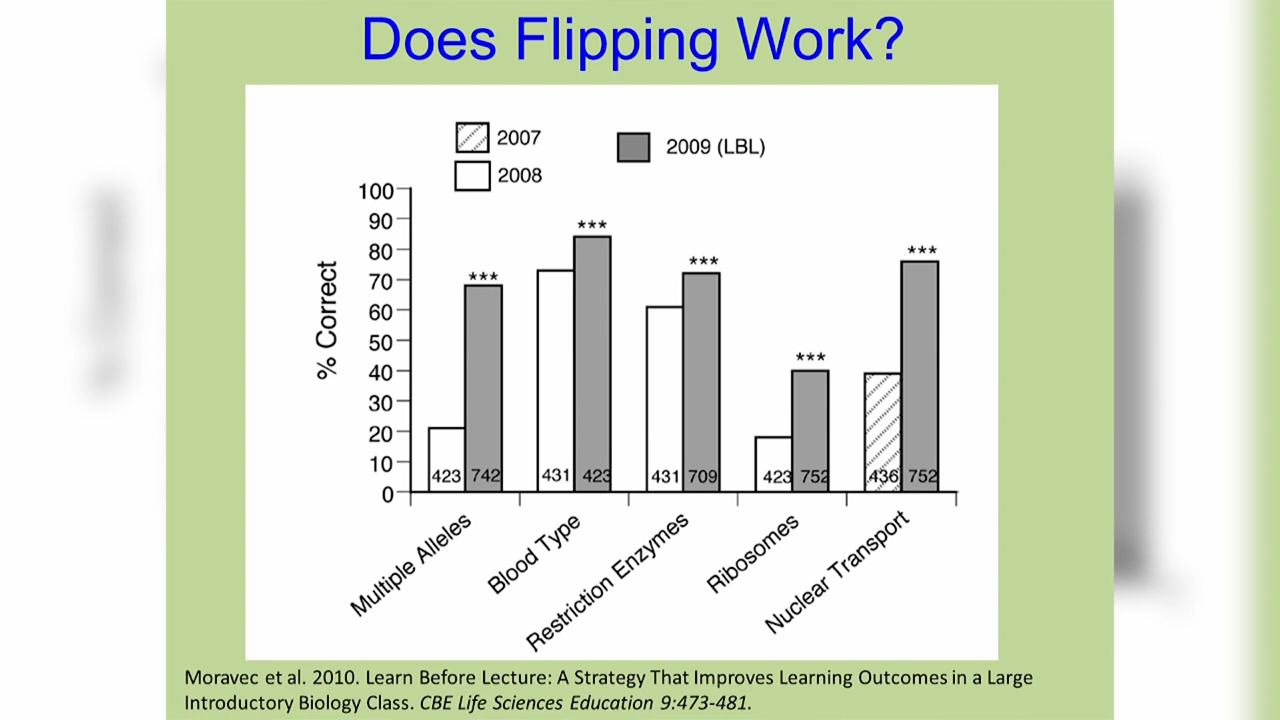 Does Flipping Work?
2007
2008
2009 (LBL)
% Correct
100
90
80
70
60
50
40
30
20
10
0
***
***
***
***
***
423 742
431 423
431 709
423 752
436 752
Multiple Alleles
Blood Type
Restriction Enzymes
Ribosomes
Nuclear Transport
Moravec et al. 2010. Learn Before Lecture: A Strategy That Improves Learning Outcomes in a Large
Introductory Biology Class. CBE Life Sciences Education 9:473-481.